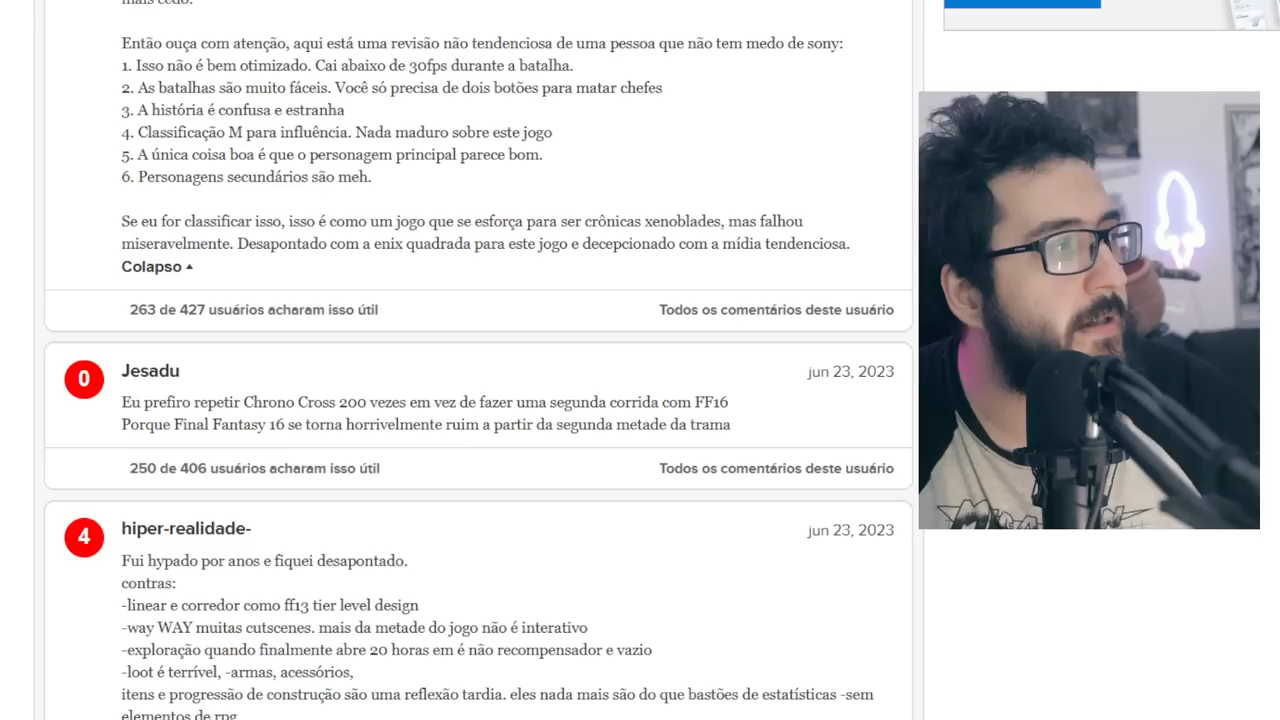 mais cedo.
Então ouça com atenção, aqui está uma revisão não tendenciosa de uma pessoa que não tem medo de sony:
1. Isso não é bem otimizado. Cai abaixo de 30fps durante a batalha.
2. As batalhas são muito fáceis. Você só precisa de dois botões para matar chefes
3. A história é confusa e estranha
4. Classificação M para influência. Nada maduro sobre este jogo
5. A única coisa boa é que o personagem principal parece bom.
6. Personagens secundários são meh.
Se eu for classificar isso, isso é como um jogo que se esforça para ser crônicas xenoblades, mas falhou
miseravelmente. Desapontado com a enix quadrada para este jogo e decepcionado com a mídia tendenciosa.
Colapso
263 de 427 usuários acharam isso útil Todos os comentários deste usuário
0 Jesadu jun 23, 2023
Eu prefiro repetir Chrono Cross 200 vezes em vez de fazer uma segunda corrida com FF16
Porque Final Fantasy 16 se torna horrivelmente ruim a partir da segunda metade da trama
250 de 406 usuários acharam isso útil Todos os comentários deste usuário
4 hiper-realidade- jun 23, 2023
Fui hypado por anos e fiquei desapontado.
contras:
-linear e corredor como ff13 tier level design
-way WAY muitas cutscenes. mais da metade do jogo não é interativo
-exploração quando finalmente abre 20 horas em é não recompensador e vazio
-loot é terrível, -armas, acessórios,
itens e progressão de construção são uma reflexão tardia. eles nada mais são do que bastões de estatísticas -sem
elementos de rpg